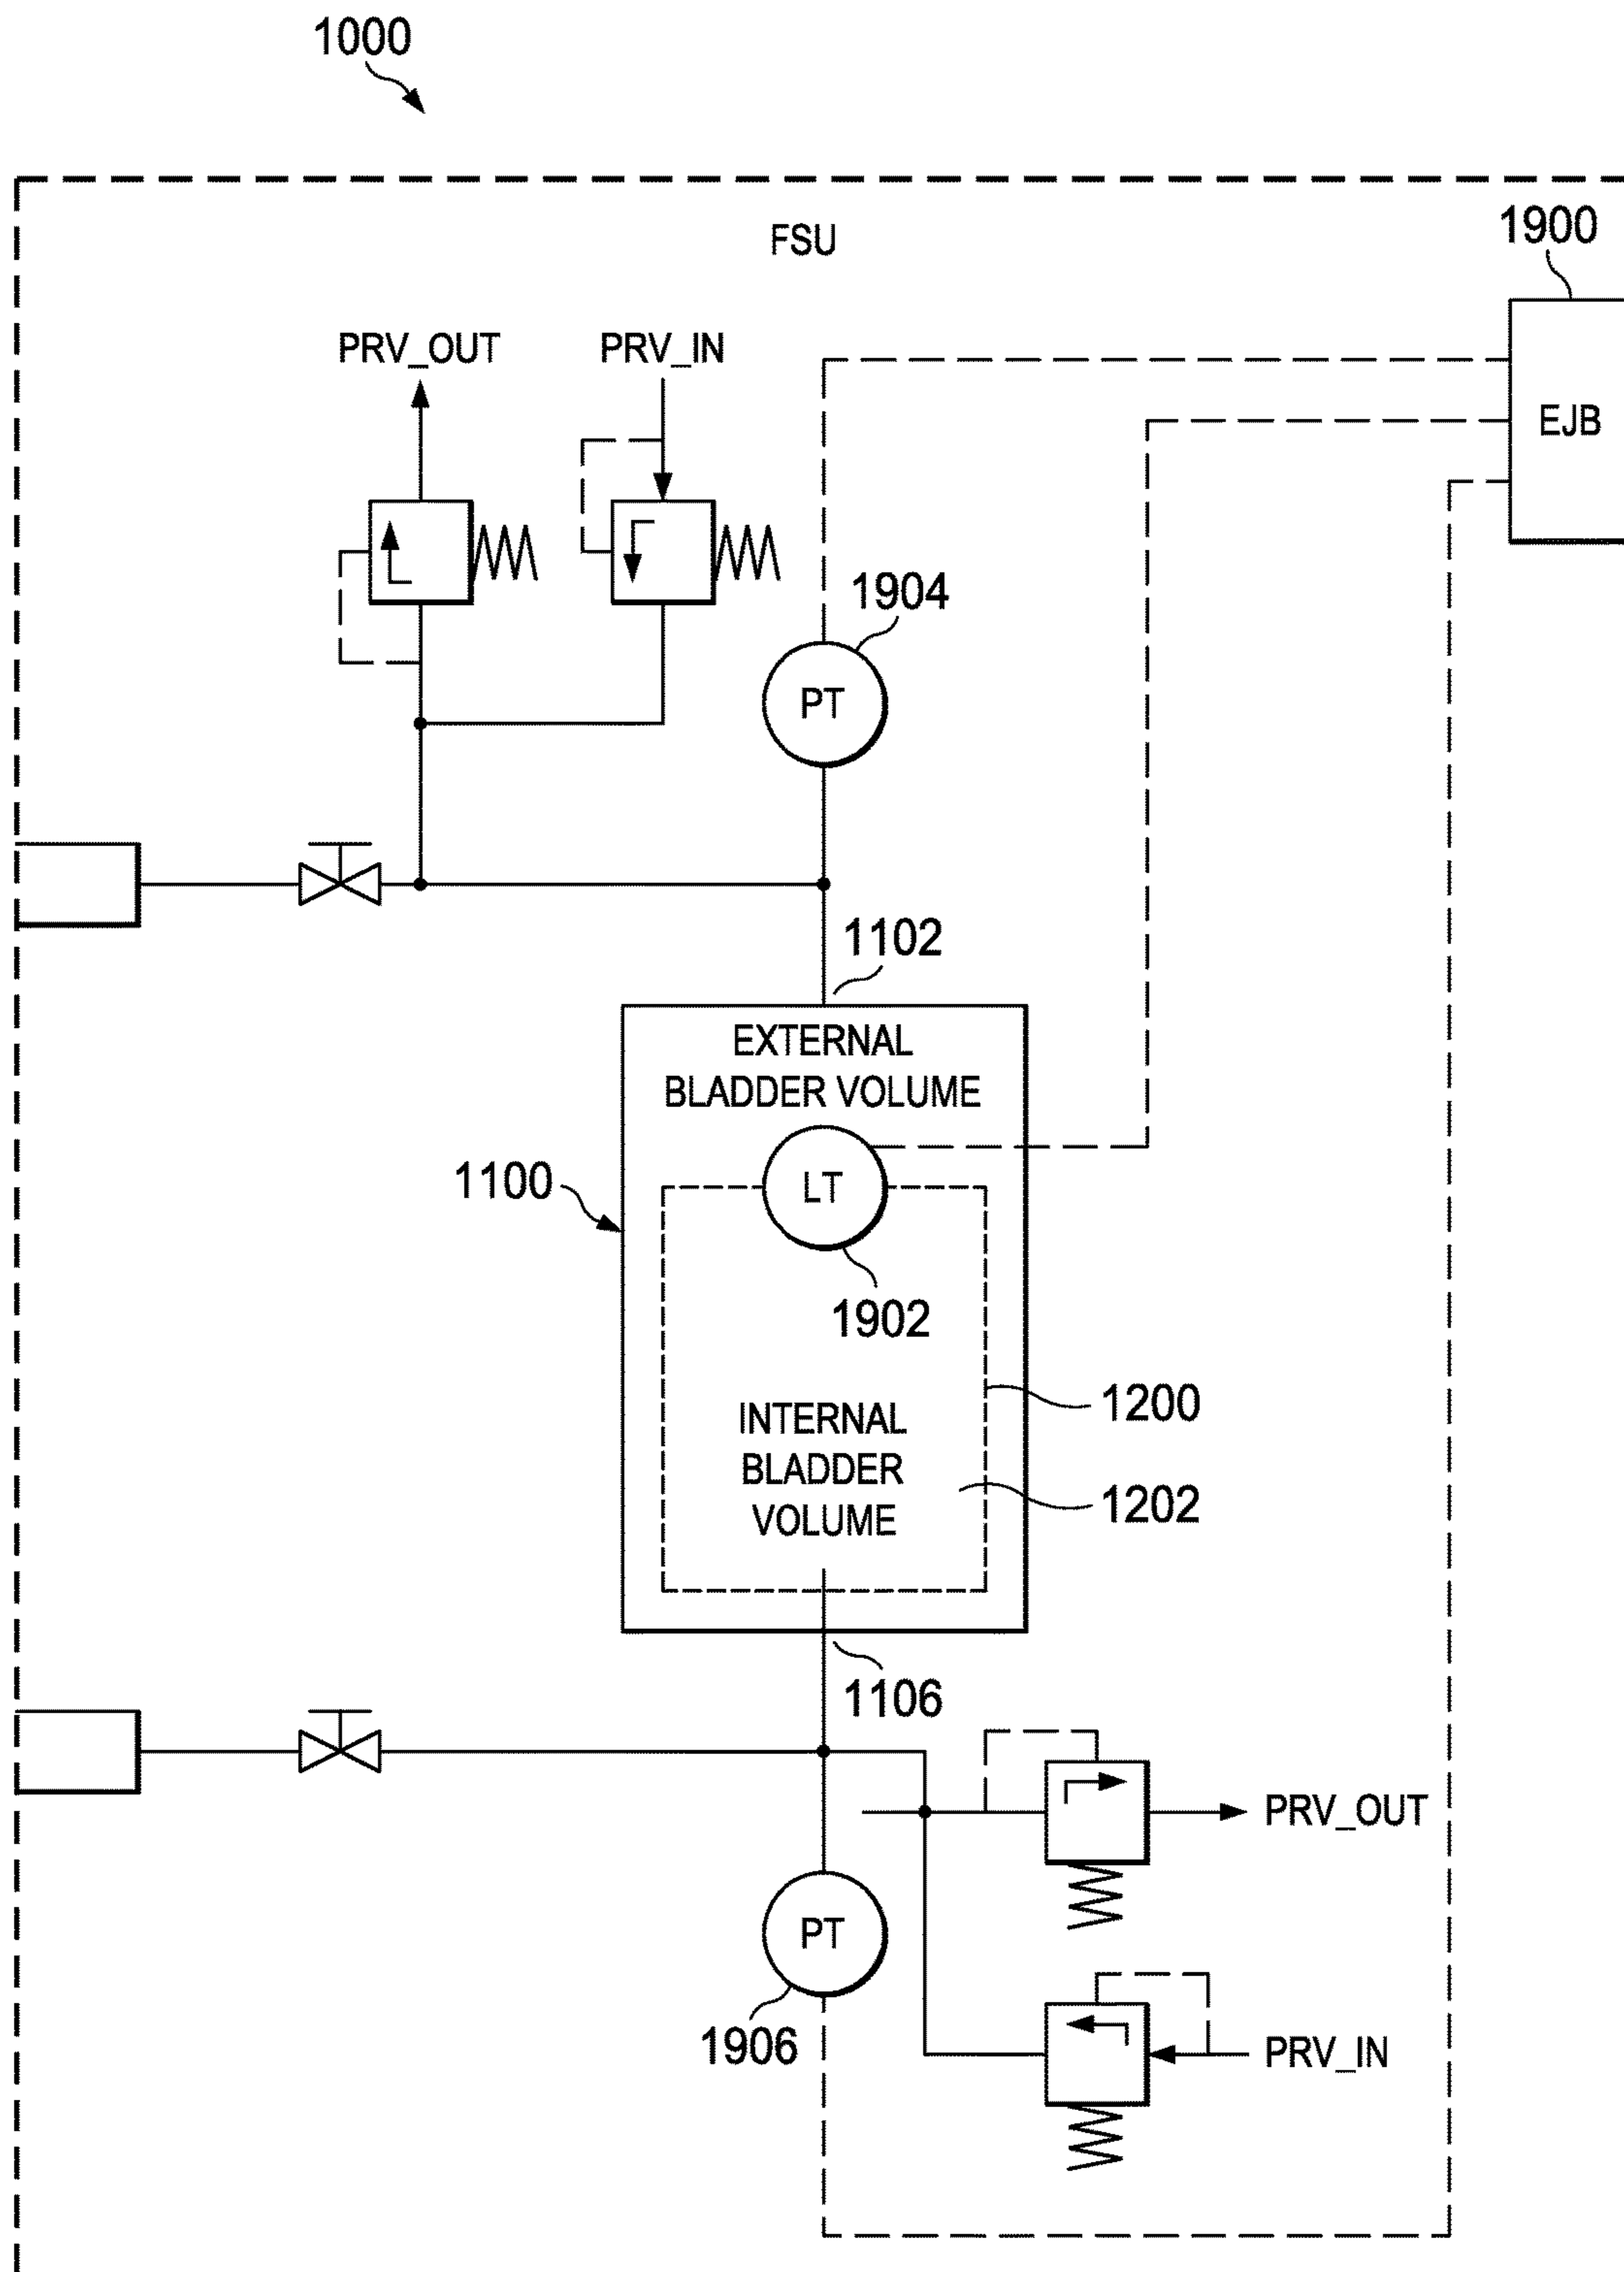 1000
FSU
1900
PRV_OUT
PRV_IN
EJB
1904
PT
1102
EXTERNAL
BLADDER VOLUME
1100
LT
1902
1200
INTERNAL
BLADDER
VOLUME
1202
1106
PRV_OUT
PT
1906
PRV_IN